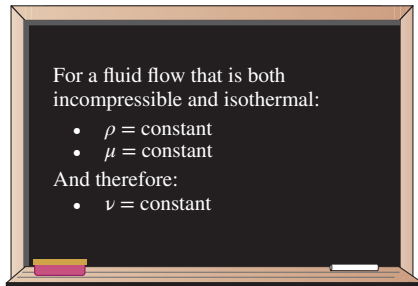 For a fluid flow that is both
incompressible and isothermal:
• ρ = constant
• μ = constant
And therefore:
• ν = constant